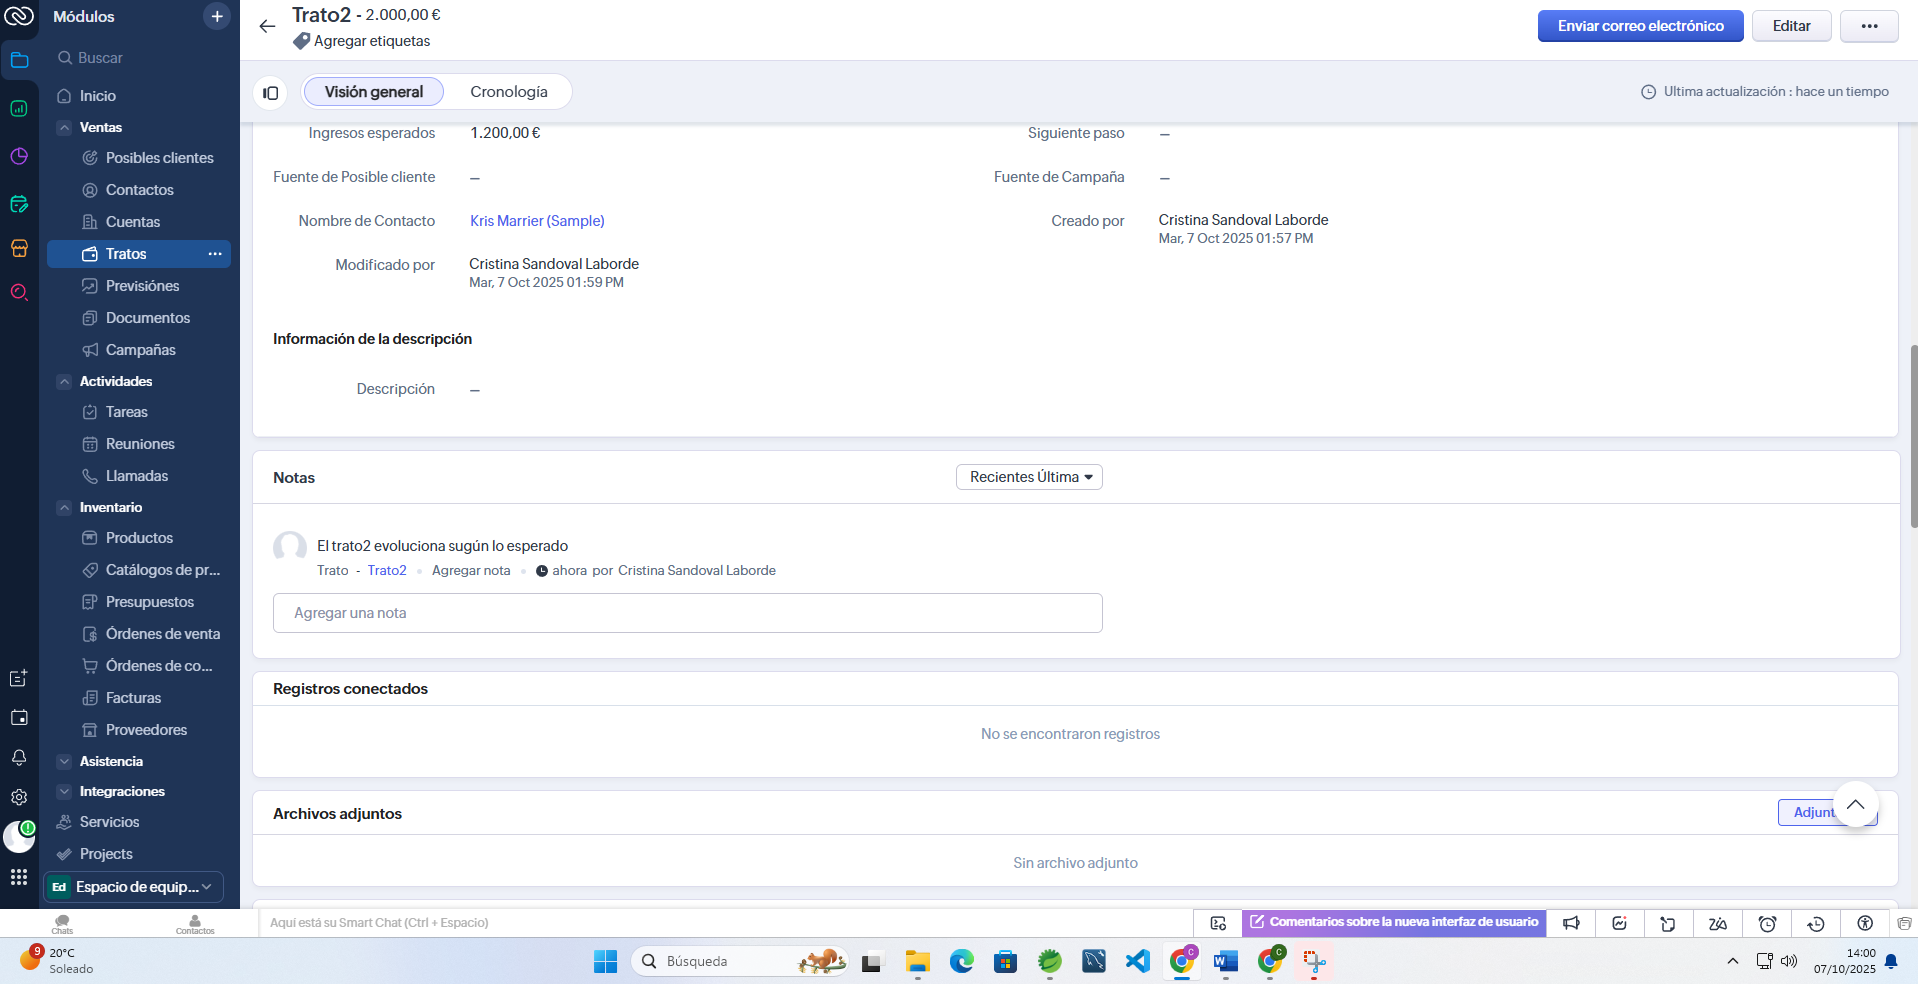 Módulos
Buscar
Inicio
Ventas
Posibles clientes
Contactos
Cuentas
Tratos
Previsiónes
Documentos
Campañas
Actividades
Tareas
Reuniones
Llamadas
Inventario
Productos
Catálogos de pr...
Presupuestos
Órdenes de venta
Órdenes de co...
Facturas
Proveedores
Asistencia
Integraciones
Servicios
Projects
Ed Espacio de equip...
Trato2 - 2.000,00 €
Agregar etiquetas
Enviar correo electrónico
Editar
Visión general
Cronología
Ultima actualización : hace un tiempo
Ingresos esperados 1.200,00 €
Siguiente paso —
Fuente de Posible cliente —
Fuente de Campaña —
Nombre de Contacto Kris Marrier (Sample)
Creado por Cristina Sandoval Laborde
Mar, 7 Oct 2025 01:57 PM
Modificado por Cristina Sandoval Laborde
Mar, 7 Oct 2025 01:59 PM
Información de la descripción
Descripción —
Notas
Recientes Última
El trato2 evoluciona sugún lo esperado
Trato - Trato2 • Agregar nota • ahora por Cristina Sandoval Laborde
Agregar una nota
Registros conectados
No se encontraron registros
Archivos adjuntos
Adjunt
Sin archivo adjunto
Chats
Contactos
Aquí está su Smart Chat (Ctrl + Espacio)
Comentarios sobre la nueva interfaz de usuario
9
20°C
Soleado
Búsqueda
C
C
14:00
07/10/2025